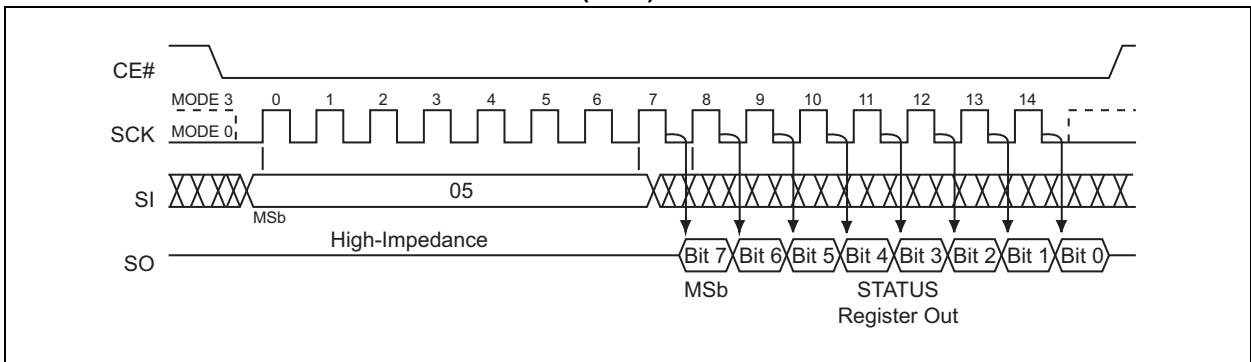 CE#
MODE 3 0 1 2 3 4 5 6 7 8 9 10 11 12 13 14
SCK MODE 0
SI 05
MSb
High-Impedance
SO Bit 7 Bit 6 Bit 5 Bit 4 Bit 3 Bit 2 Bit 1 Bit 0
MSb STATUS
Register Out